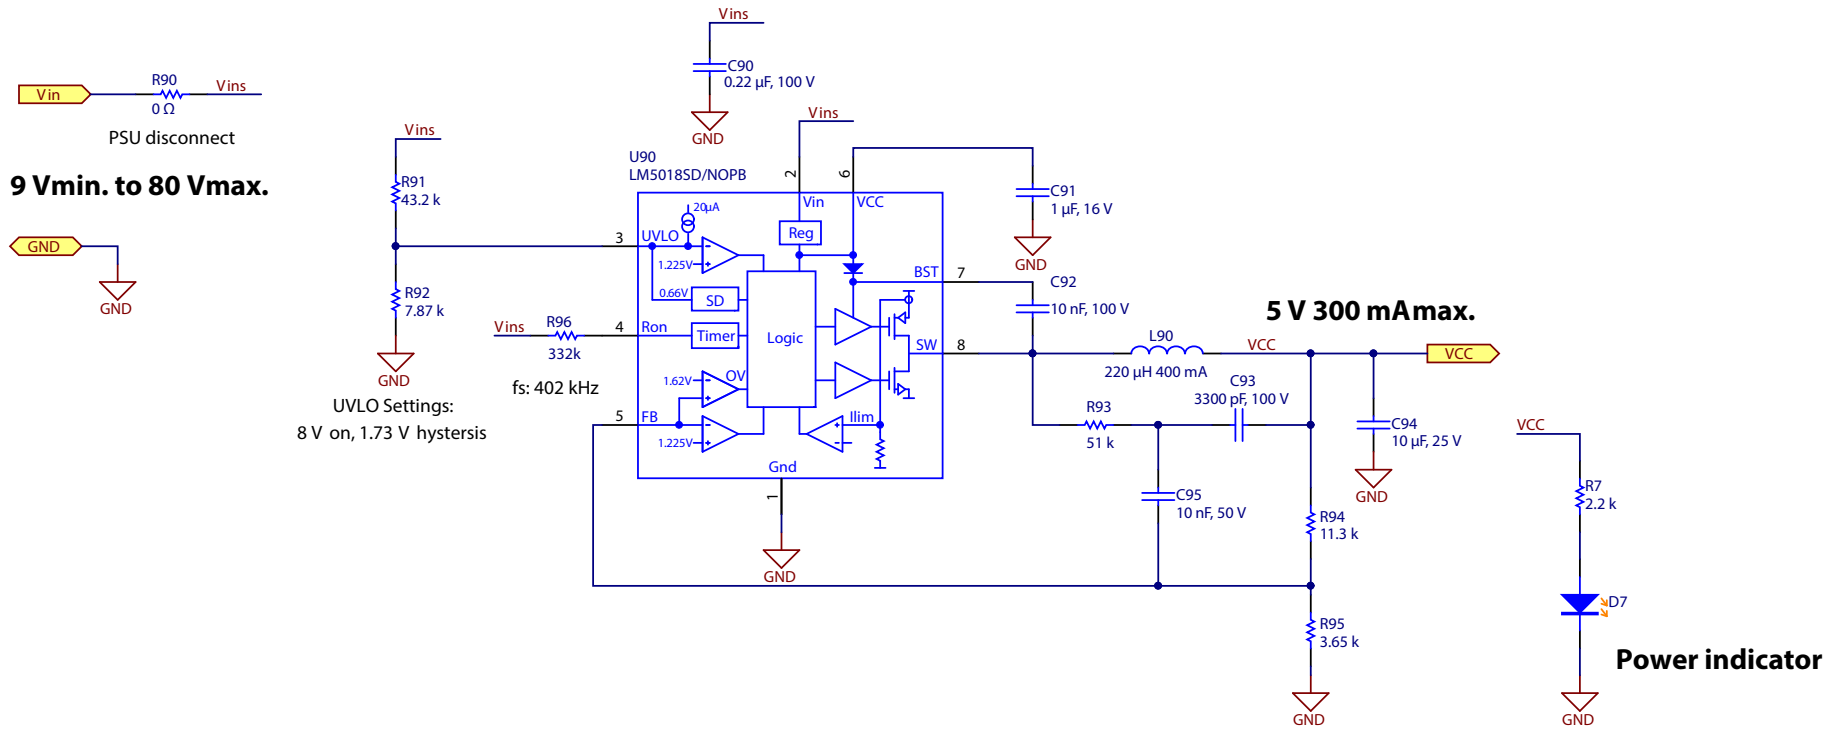 Vin
R90
0 Ω
Vins
PSU disconnect
9 Vmin. to 80 Vmax.
GND
GND
Vins
R91
43.2 k
R92
7.87 k
GND
UVLO Settings:
8 V on, 1.73 V hystersis
Vins
C90
0.22 µF, 100 V
GND
Vins
U90
LM5018SD/NOPB
2
6
Vin
VCC
20µA
Reg
3
UVLO
1.225V
0.66V
SD
BST
7
Vins
R96
332k
fs: 402 kHz
4
Ron
Timer
Logic
SW
8
1.62V
OV
5
FB
1.225V
Ilim
Gnd
1
GND
C91
1 µF, 16 V
GND
C92
10 nF, 100 V
5 V 300 mAmax.
L90
220 µH 400 mA
VCC
VCC
R93
51 k
C93
3300 pF, 100 V
C94
10 µF, 25 V
GND
C95
10 nF, 50 V
R94
11.3 k
R95
3.65 k
GND
VCC
R7
2.2 k
D7
Power indicator
GND